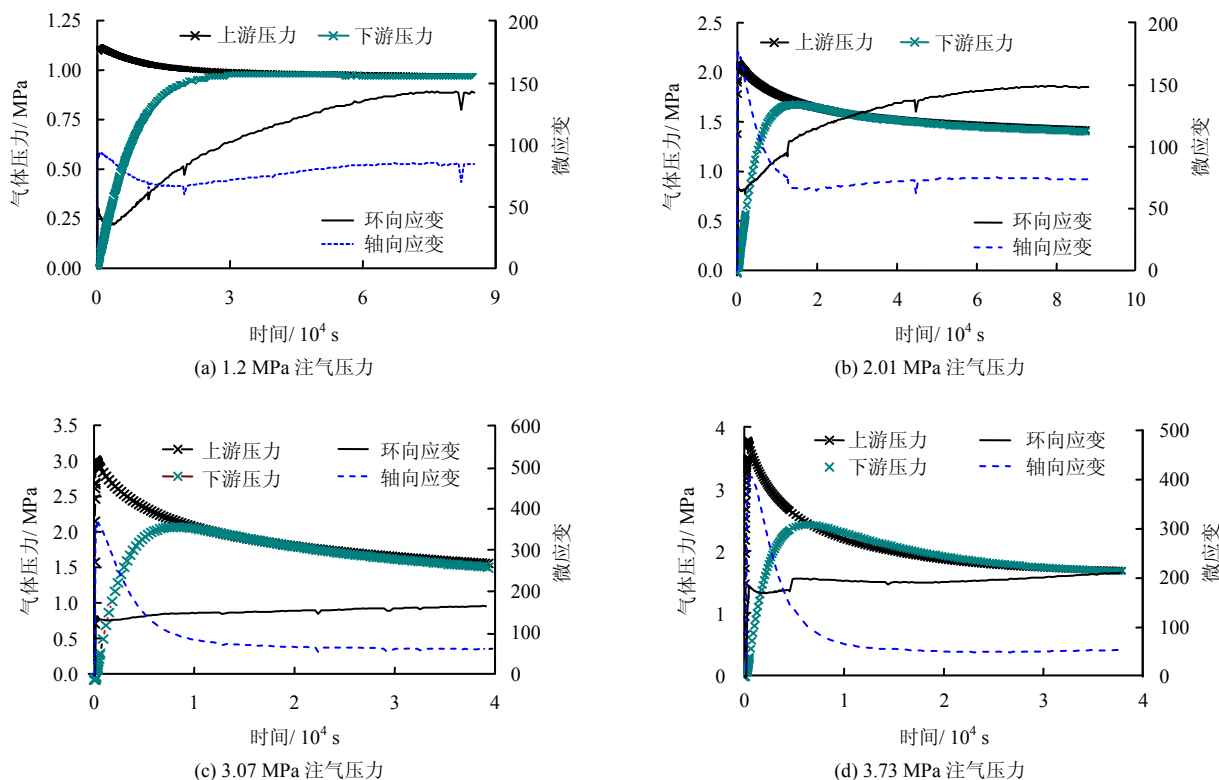 上游压力 下游压力
1.25
1.00
0.75
0.50
0.25
0.00
气体压力/ MPa
200
150
100
50
0
微应变
环向应变
轴向应变
0 3 6 9
时间/ 10⁴ s
(a) 1.2 MPa 注气压力
上游压力 下游压力
2.5
2.0
1.5
1.0
0.5
0.0
气体压力/ MPa
200
150
100
50
0
微应变
环向应变
轴向应变
0 2 4 6 8 10
时间/ 10⁴ s
(b) 2.01 MPa 注气压力
上游压力 环向应变
下游压力 轴向应变
3.5
3.0
2.5
2.0
1.5
1.0
0.5
0.0
气体压力/ MPa
600
500
400
300
200
100
0
微应变
0 1 2 3 4
时间/ 10⁴ s
(c) 3.07 MPa 注气压力
上游压力 环向应变
下游压力 轴向应变
4
3
2
1
0
气体压力/ MPa
500
400
300
200
100
0
微应变
0 1 2 3 4
时间/ 10⁴ s
(d) 3.73 MPa 注气压力